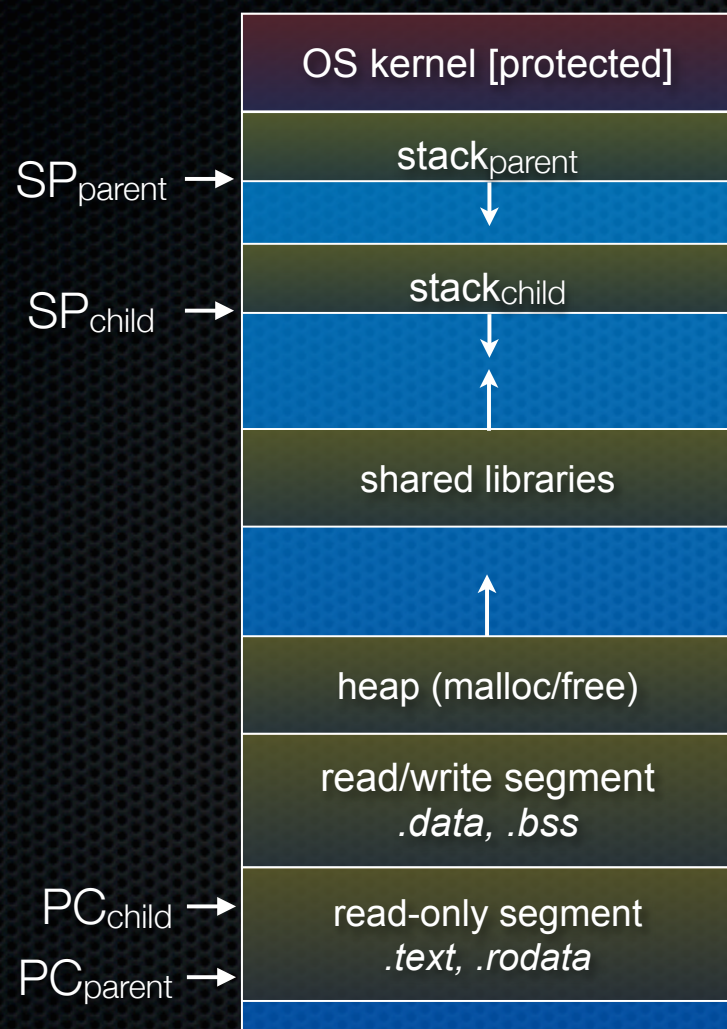 OS kernel [protected]
stackparent
SPparent
stackchild
SPchild
shared libraries
heap (malloc/free)
read/write segment
.data, .bss
PCchild
read-only segment
.text, .rodata
PCparent